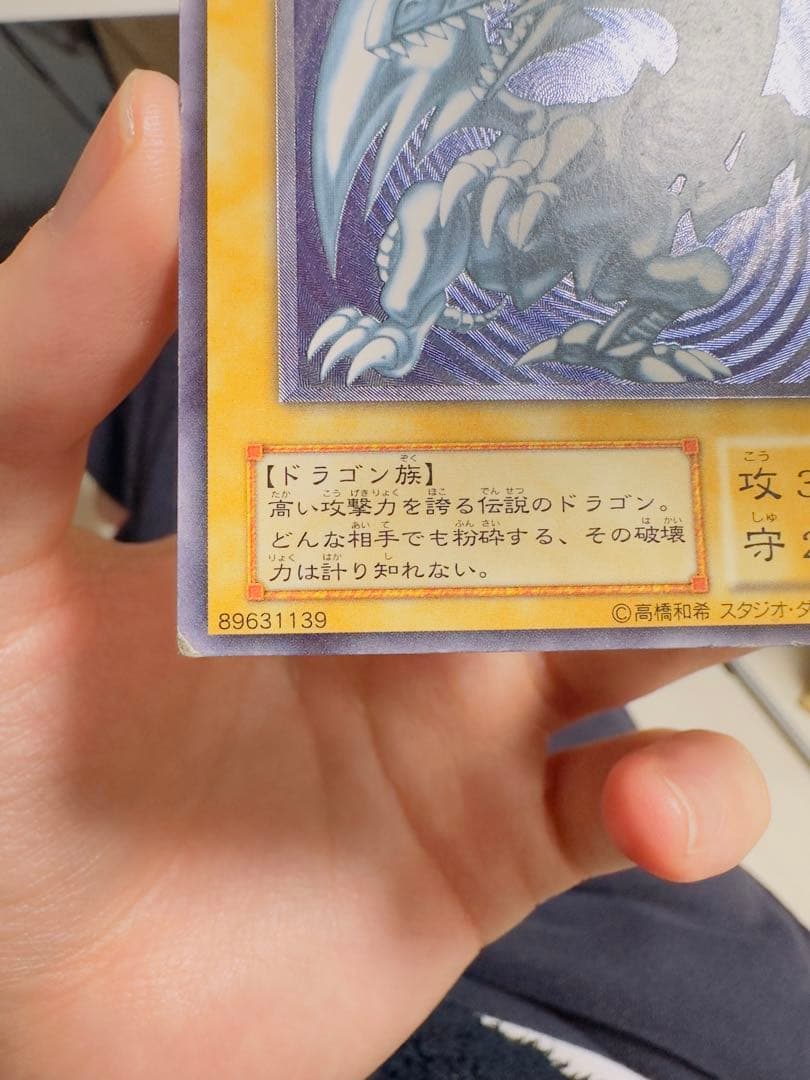 【ドラゴン族】
高い攻撃力を誇る伝説のドラゴン。
どんな相手でも粉砕する、その破壊
力は計り知れない。
攻 3
守 2
89631139
©高橋和希 スタジオ・ダ